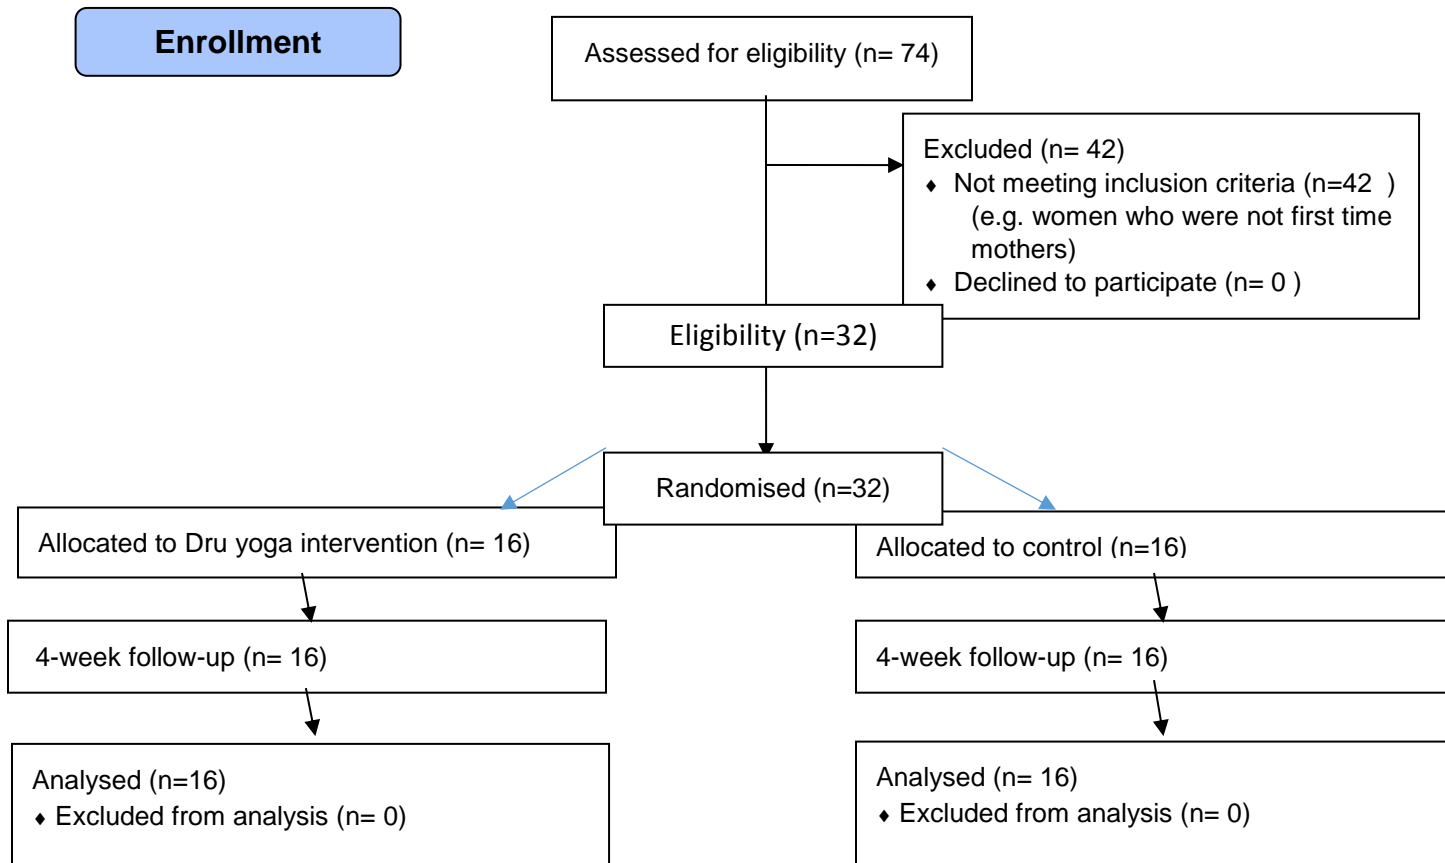 Enrollment
Assessed for eligibility (n= 74)
Excluded (n= 42)
♦ Not meeting inclusion criteria (n=42 )
(e.g. women who were not first time
mothers)
♦ Declined to participate (n= 0 )
Eligibility (n=32)
Randomised (n=32)
Allocated to Dru yoga intervention (n= 16)
Allocated to control (n=16)
4-week follow-up (n= 16)
4-week follow-up (n= 16)
Analysed (n=16)
♦ Excluded from analysis (n= 0)
Analysed (n= 16)
♦ Excluded from analysis (n= 0)